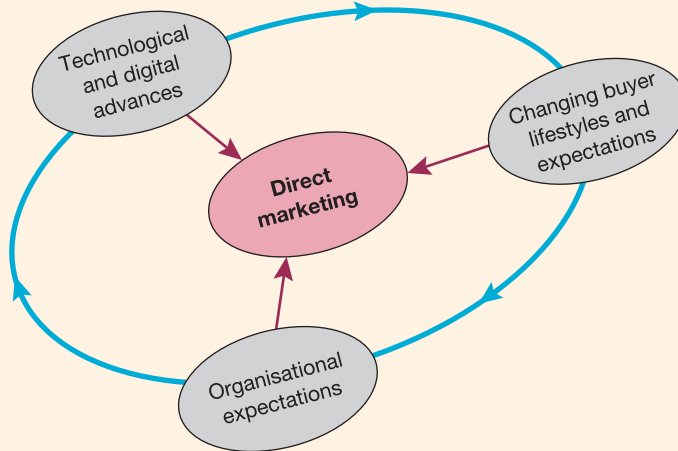 Technological
and digital
advances
Changing buyer
lifestyles and
expectations
Direct
marketing
Organisational
expectations